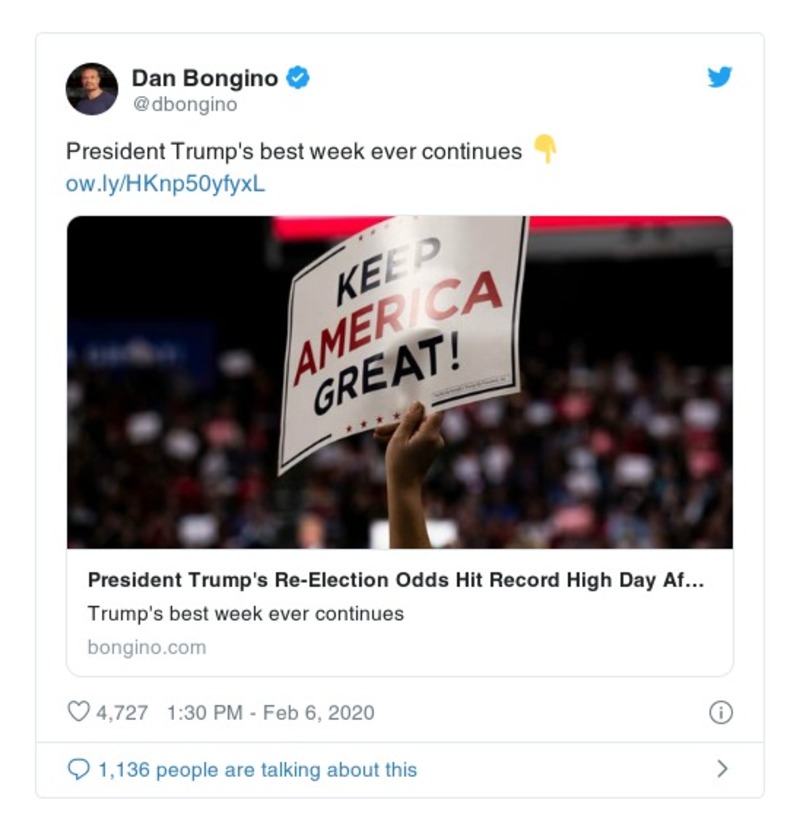 Dan Bongino
@dbongino
President Trump's best week ever continues 👇
ow.ly/HKnp50yfyxL
KEEP
AMERICA
GREAT!
President Trump's Re-Election Odds Hit Record High Day Af...
Trump's best week ever continues
bongino.com
4,727 1:30 PM - Feb 6, 2020
1,136 people are talking about this